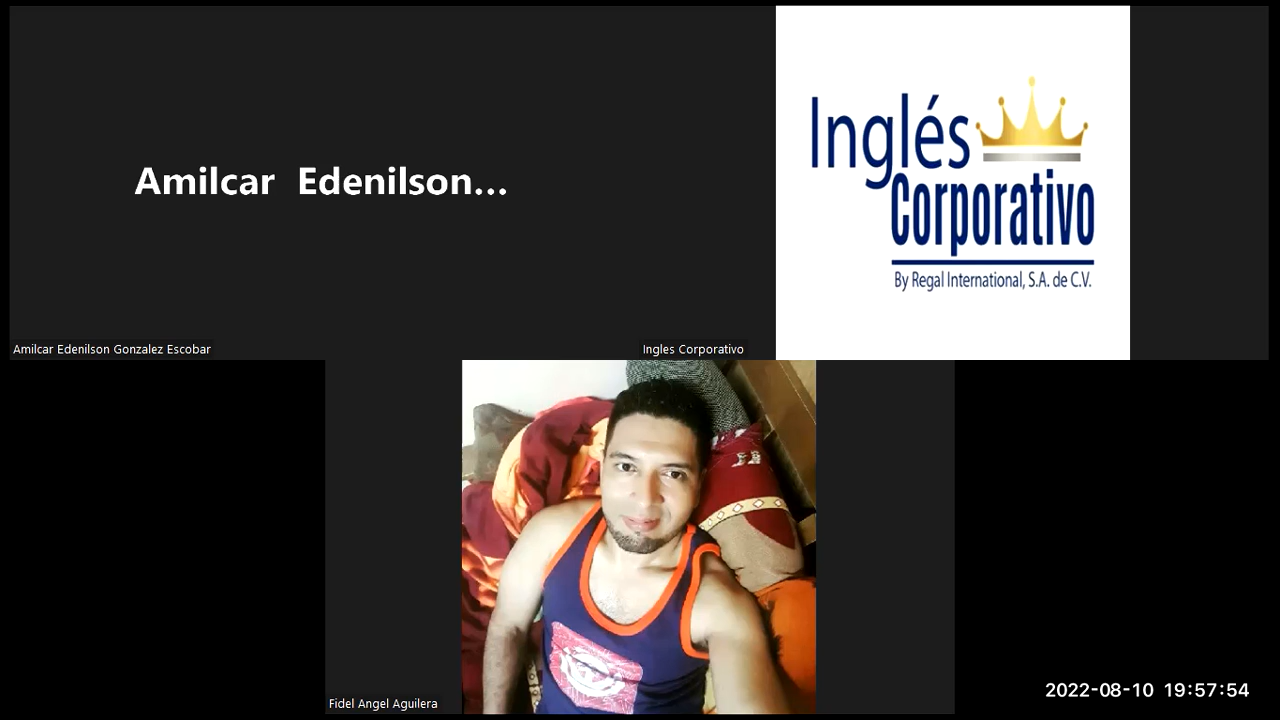 Amilcar Edenilson...
Inglés
Corporativo
By Regal International, S.A. de C.V.
Amilcar Edenilson Gonzalez Escobar
Ingles Corporativo
Fidel Angel Aguilera
2022-08-10 19:57:54